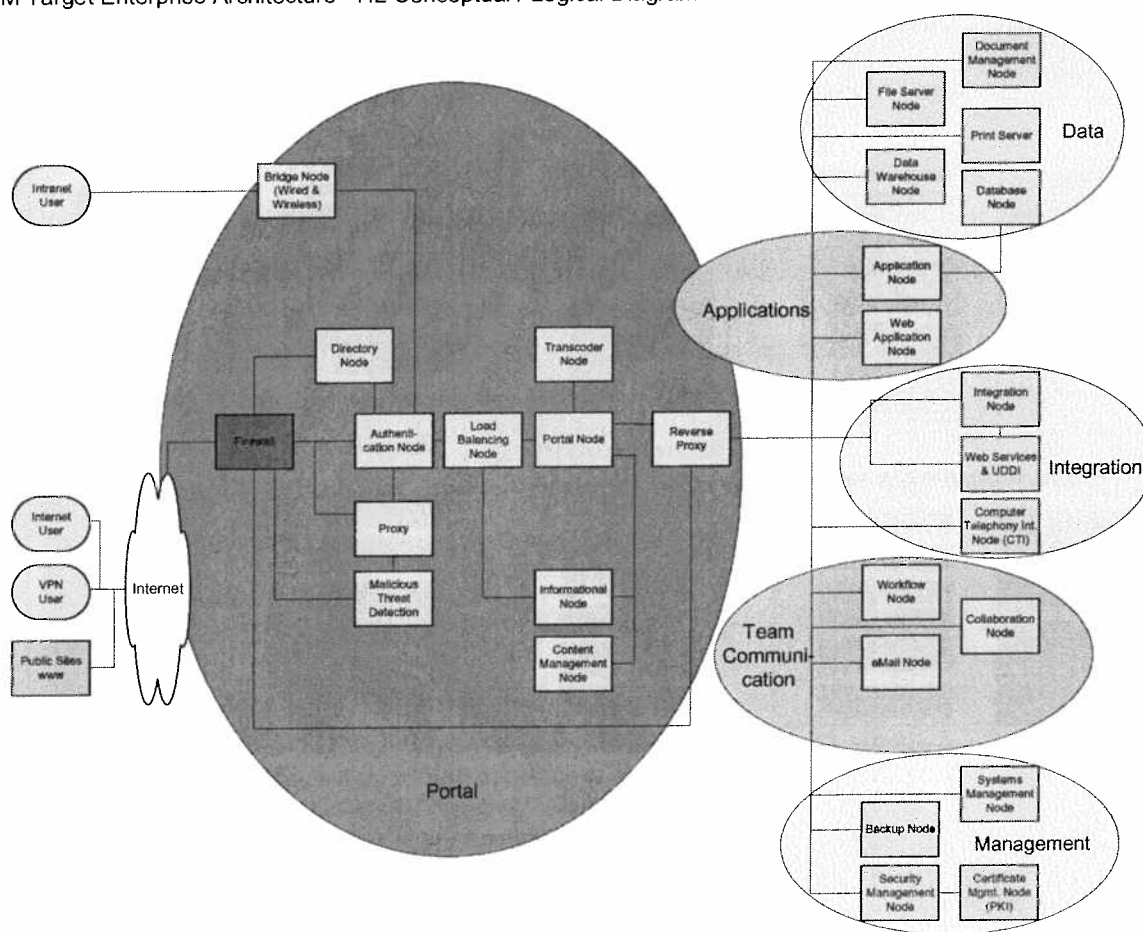 M Target Enterprise Architecture
Conceptual / Logical Diagram
Document
Management
Node
File Server
Node
Print Server
Data
Data
Warehouse
Node
Database
Node
Intranet
User
Bridge Node
(Wired &
Wireless)
Application
Node
Applications
Web
Application
Node
Directory
Node
Transcoder
Node
Integration
Node
Firewall
Authenti-
cation Node
Load
Balancing
Node
Portal Node
Reverse
Proxy
Web Services
& UDDI
Integration
Computer
Telephony Int.
Node (CTI)
Internet
User
Proxy
VPN
User
Internet
Malicious
Threat
Detection
Informational
Node
Workflow
Node
Collaboration
Node
Team
Communi-
cation
eMail Node
Public Sites
www
Content
Management
Node
Portal
Systems
Management
Node
Backup Node
Management
Security
Management
Node
Certificate
Mgmt. Node
(PKI)